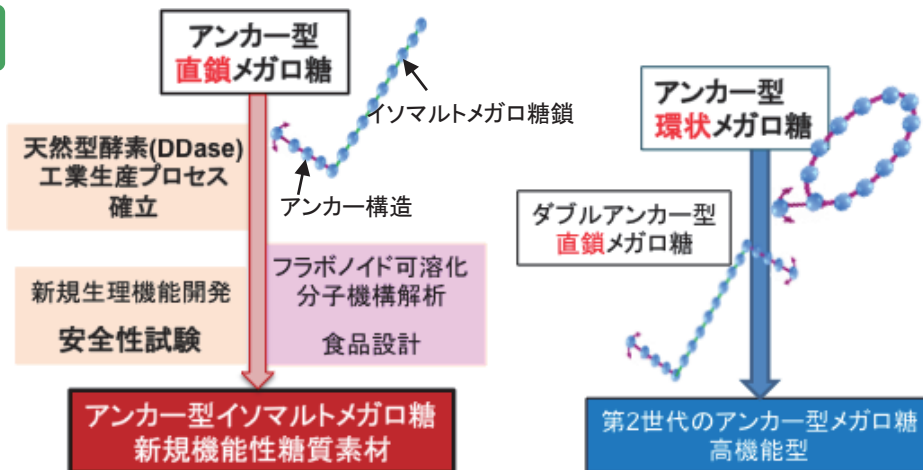 アンカー型
直鎖メガロ糖
イソマルトメガロ糖鎖
アンカー構造
天然型酵素(DDase)
工業生産プロセス
確立
新規生理機能開発
安全性試験
フラボノイド可溶化
分子機構解析
食品設計
アンカー型イソマルトメガロ糖
新規機能性糖質素材
アンカー型
環状メガロ糖
ダブルアンカー型
直鎖メガロ糖
第2世代のアンカー型メガロ糖
高機能型